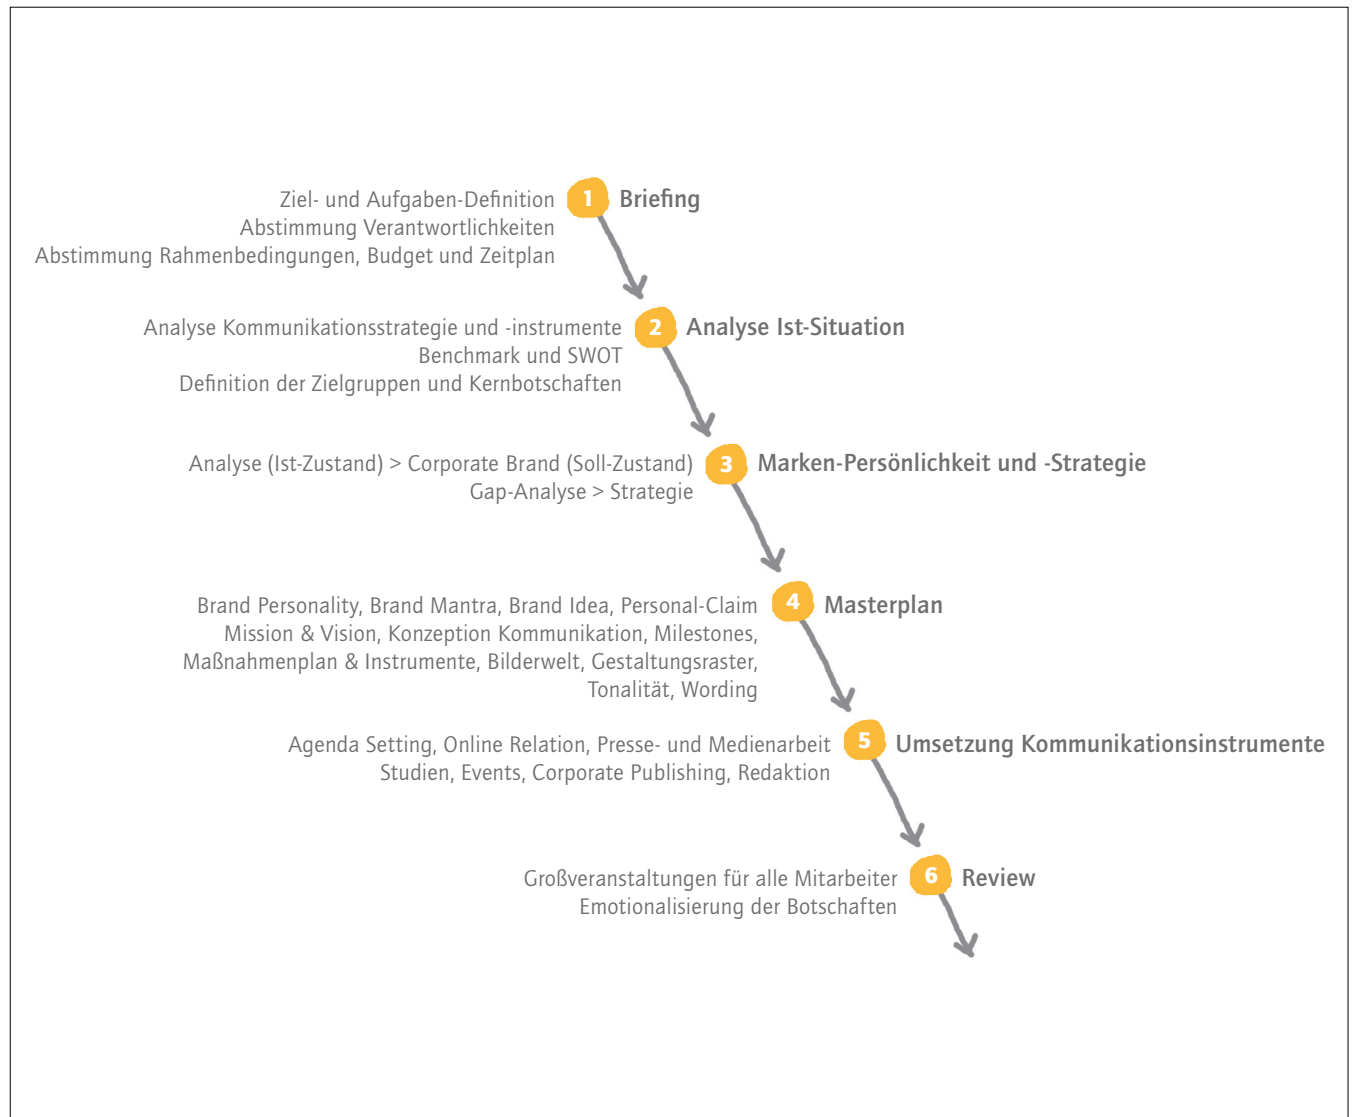 Ziel- und Aufgaben-Definition 1 Briefing
Abstimmung Verantwortlichkeiten
Abstimmung Rahmenbedingungen, Budget und Zeitplan
Analyse Kommunikationsstrategie und -instrumente 2 Analyse Ist-Situation
Benchmark und SWOT
Definition der Zielgruppen und Kernbotschaften
Analyse (Ist-Zustand) > Corporate Brand (Soll-Zustand) 3 Marken-Persönlichkeit und -Strategie
Gap-Analyse > Strategie
Brand Personality, Brand Mantra, Brand Idea, Personal-Claim 4 Masterplan
Mission & Vision, Konzeption Kommunikation, Milestones,
Maßnahmenplan & Instrumente, Bilderwelt, Gestaltungsraster,
Tonalität, Wording
Agenda Setting, Online Relation, Presse- und Medienarbeit 5 Umsetzung Kommunikationsinstrumente
Studien, Events, Corporate Publishing, Redaktion
Großveranstaltungen für alle Mitarbeiter 6 Review
Emotionalisierung der Botschaften